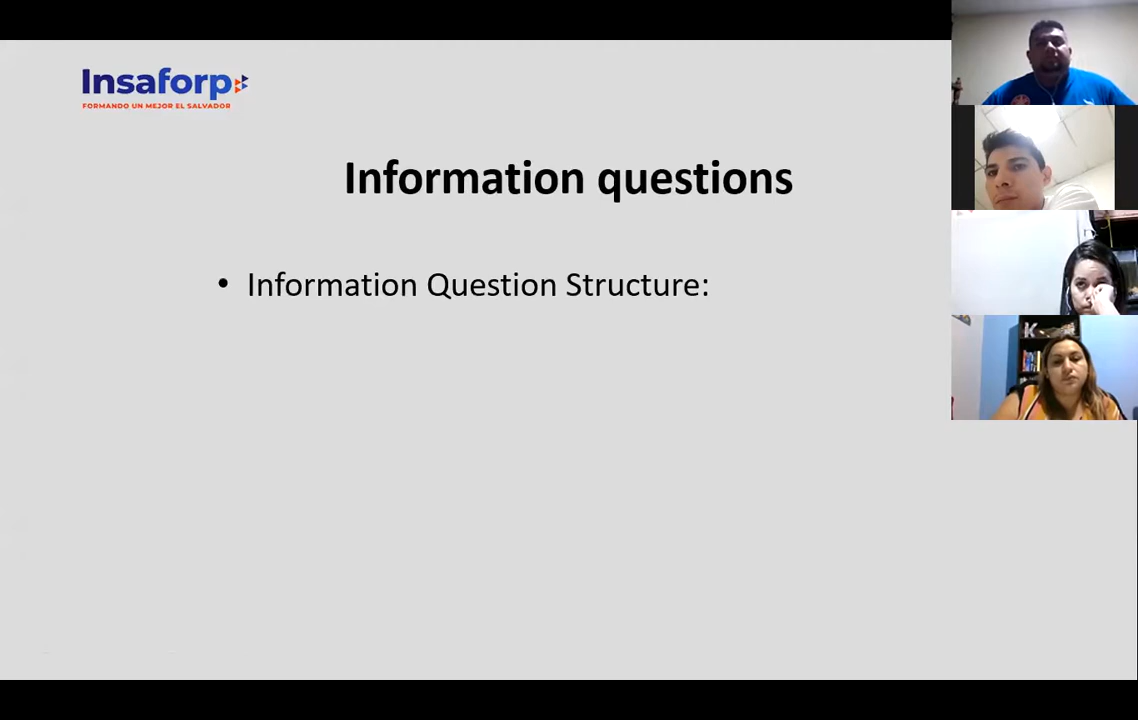 Insaforp
FORMANDO UN MEJOR EL SALVADOR
Information questions
• Information Question Structure:
K